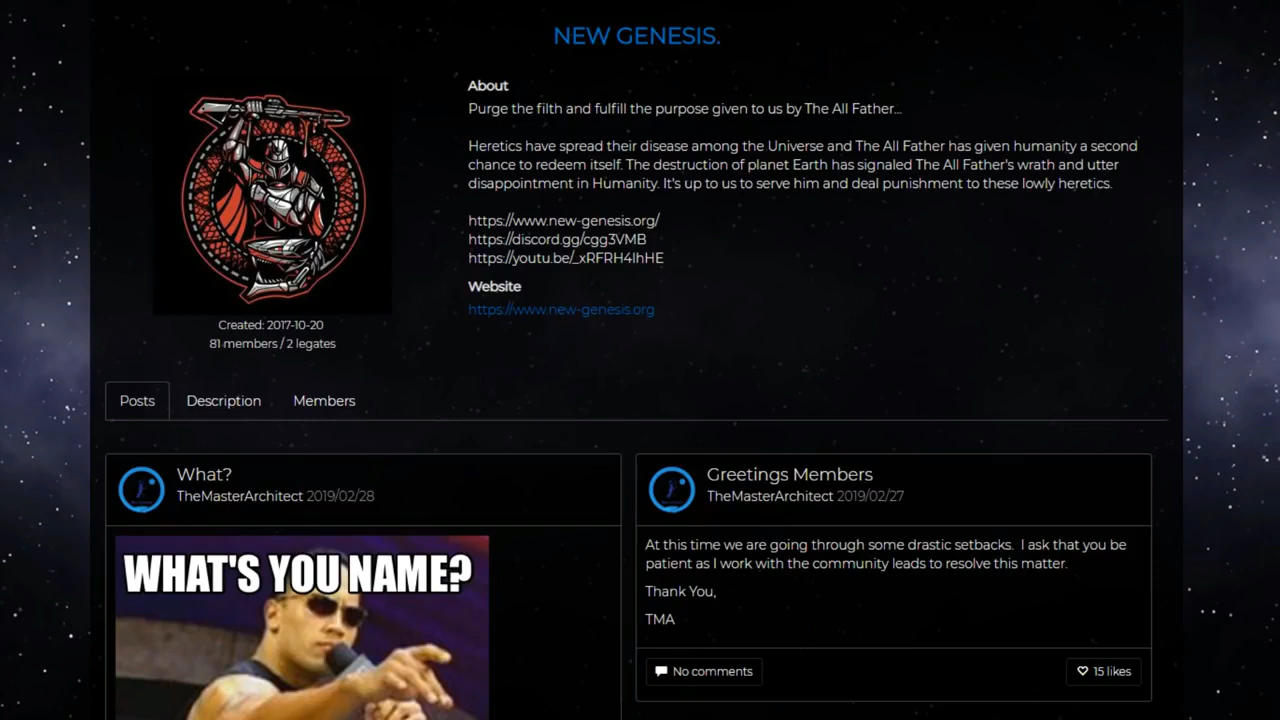 NEW GENESIS.
About
Purge the filth and fulfill the purpose given to us by The All Father...
Heretics have spread their disease among the Universe and The All Father has given humanity a second
chance to redeem itself. The destruction of planet Earth has signaled The All Father's wrath and utter
disappointment in Humanity. It's up to us to serve him and deal punishment to these lowly heretics.
https://www.new-genesis.org/
https://discord.gg/cgg3VMB
https://youtu.be/_xRFRH4lhHE
Website
https://www.new-genesis.org
Created: 2017-10-20
81 members / 2 legates
Posts
Description
Members
What?
TheMasterArchitect 2019/02/28
WHAT'S YOU NAME?
Greetings Members
TheMasterArchitect 2019/02/27
At this time we are going through some drastic setbacks. I ask that you be
patient as I work with the community leads to resolve this matter.
Thank You,
TMA
No comments
15 likes